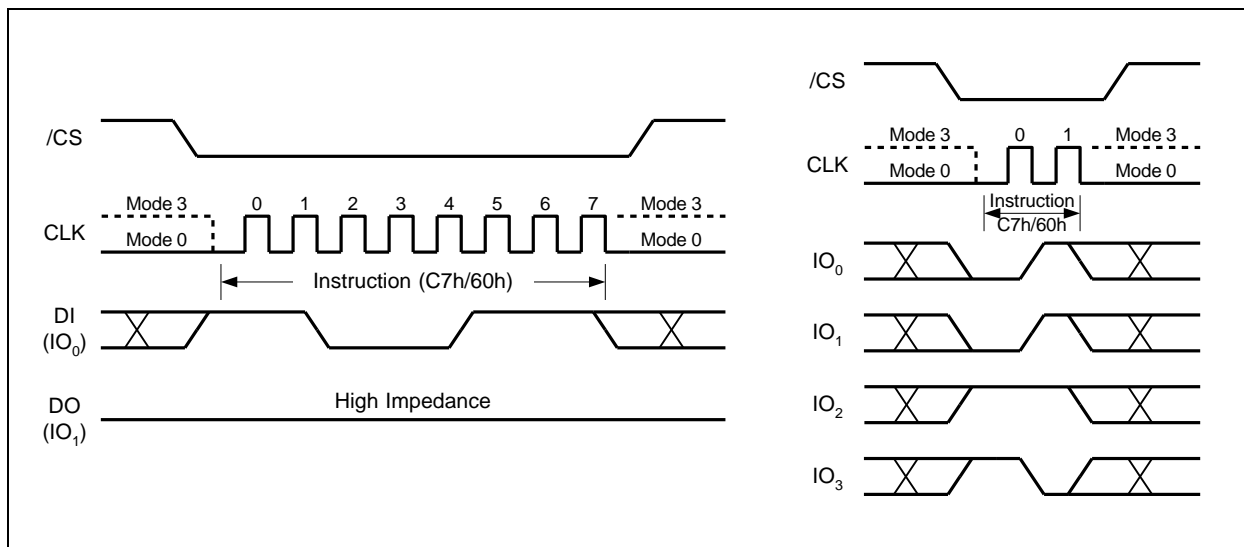 /CS
Mode 3 0 1 2 3 4 5 6 7 Mode 3
CLK
Mode 0 Mode 0
Instruction (C7h/60h)
DI
(IO₀)
High Impedance
DO
(IO₁)
/CS
Mode 3 0 1 Mode 3
CLK
Mode 0 Mode 0
Instruction
C7h/60h
IO₀
IO₁
IO₂
IO₃